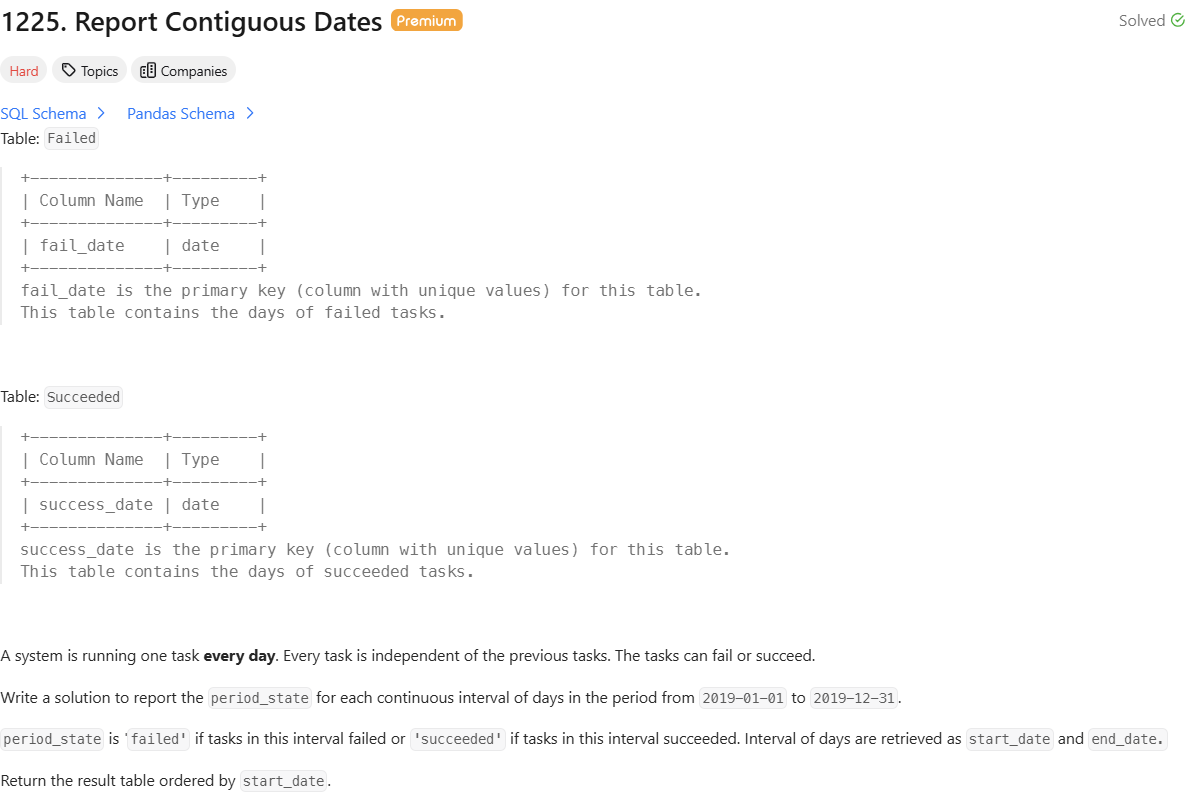 1225. Report Contiguous Dates Premium Solved
Hard Topics Companies
SQL Schema > Pandas Schema >
Table: Failed
+--------------+---------+
| Column Name  | Type    |
+--------------+---------+
| fail_date    | date    |
+--------------+---------+
fail_date is the primary key (column with unique values) for this table.
This table contains the days of failed tasks.
Table: Succeeded
+--------------+---------+
| Column Name  | Type    |
+--------------+---------+
| success_date | date    |
+--------------+---------+
success_date is the primary key (column with unique values) for this table.
This table contains the days of succeeded tasks.
A system is running one task every day. Every task is independent of the previous tasks. The tasks can fail or succeed.
Write a solution to report the period_state for each continuous interval of days in the period from 2019-01-01 to 2019-12-31.
period_state is 'failed' if tasks in this interval failed or 'succeeded' if tasks in this interval succeeded. Interval of days are retrieved as start_date and end_date.
Return the result table ordered by start_date.